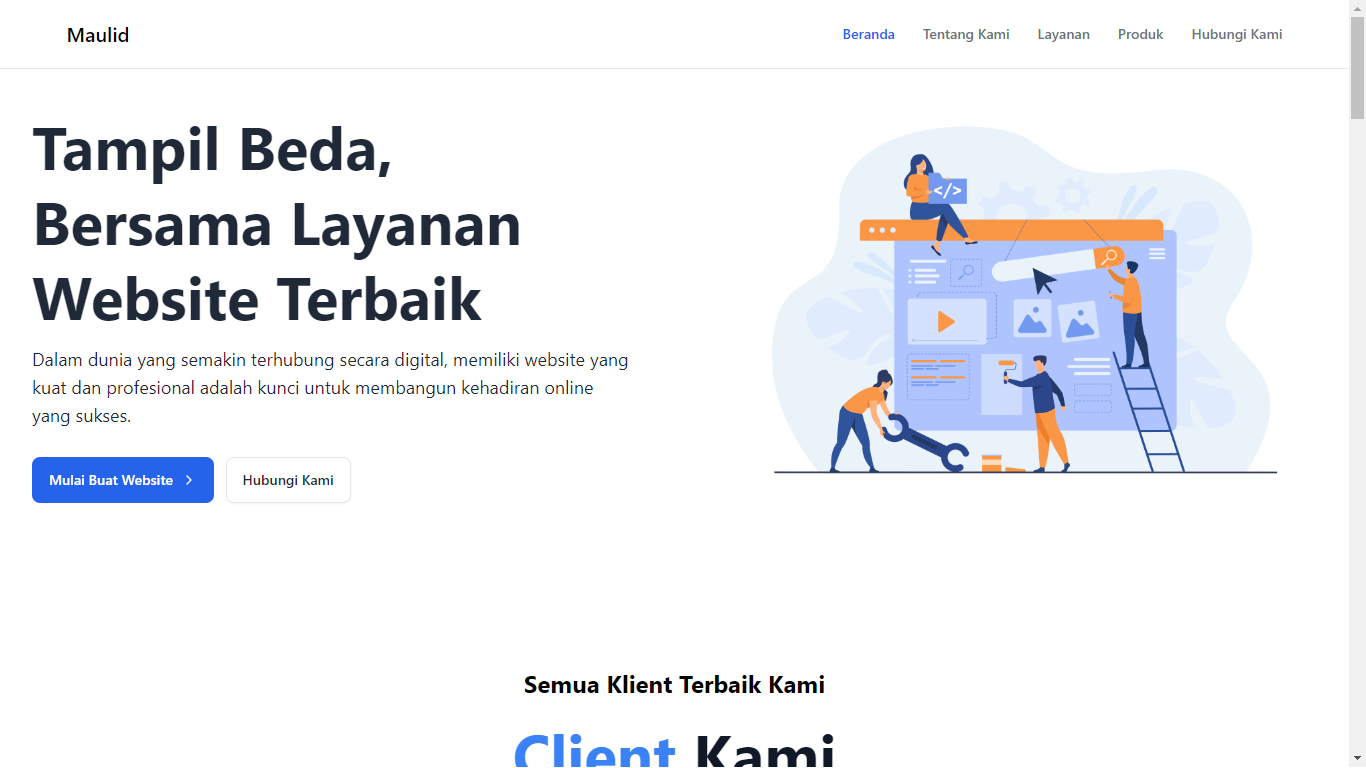 Maulid
Beranda
Tentang Kami
Layanan
Produk
Hubungi Kami
Tampil Beda,
Bersama Layanan
Website Terbaik
Dalam dunia yang semakin terhubung secara digital, memiliki website yang
kuat dan profesional adalah kunci untuk membangun kehadiran online
yang sukses.
Mulai Buat Website
Hubungi Kami
</>
Semua Klient Terbaik Kami
Client Kami